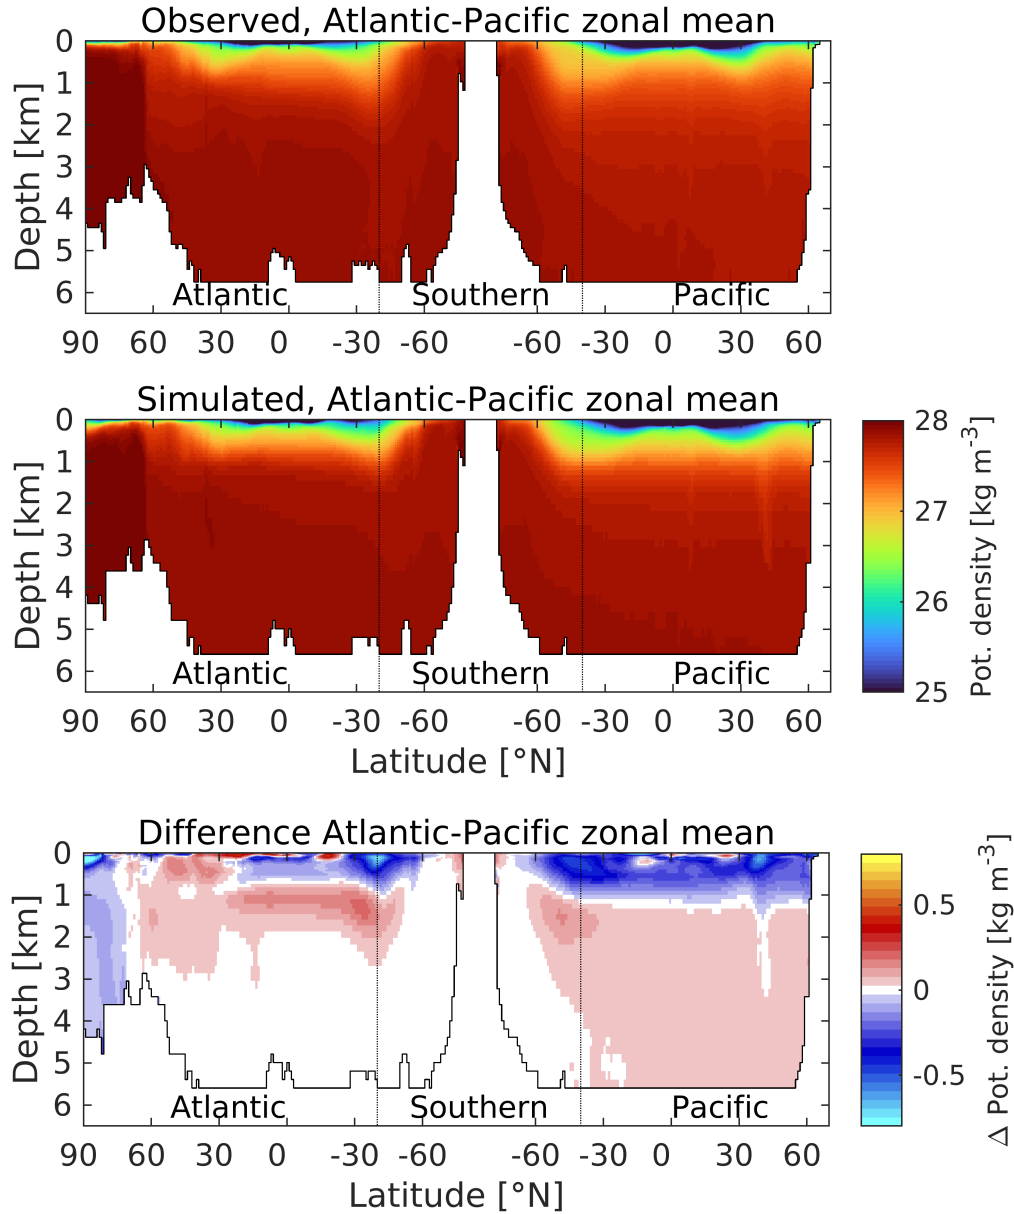 Observed, Atlantic-Pacific zonal mean
0
1
2
3
4
5
6
Depth [km]
Atlantic Southern Pacific
90 60 30 0 -30 -60 -60 -30 0 30 60
Simulated, Atlantic-Pacific zonal mean
0
1
2
3
4
5
6
Depth [km]
Atlantic Southern Pacific
90 60 30 0 -30 -60 -60 -30 0 30 60
Latitude [°N]
28
27
26
25
Pot. density [kg m-3]
Difference Atlantic-Pacific zonal mean
0
1
2
3
4
5
6
Depth [km]
Atlantic Southern Pacific
90 60 30 0 -30 -60 -60 -30 0 30 60
Latitude [°N]
0.5
0
-0.5
Δ Pot. density [kg m-3]